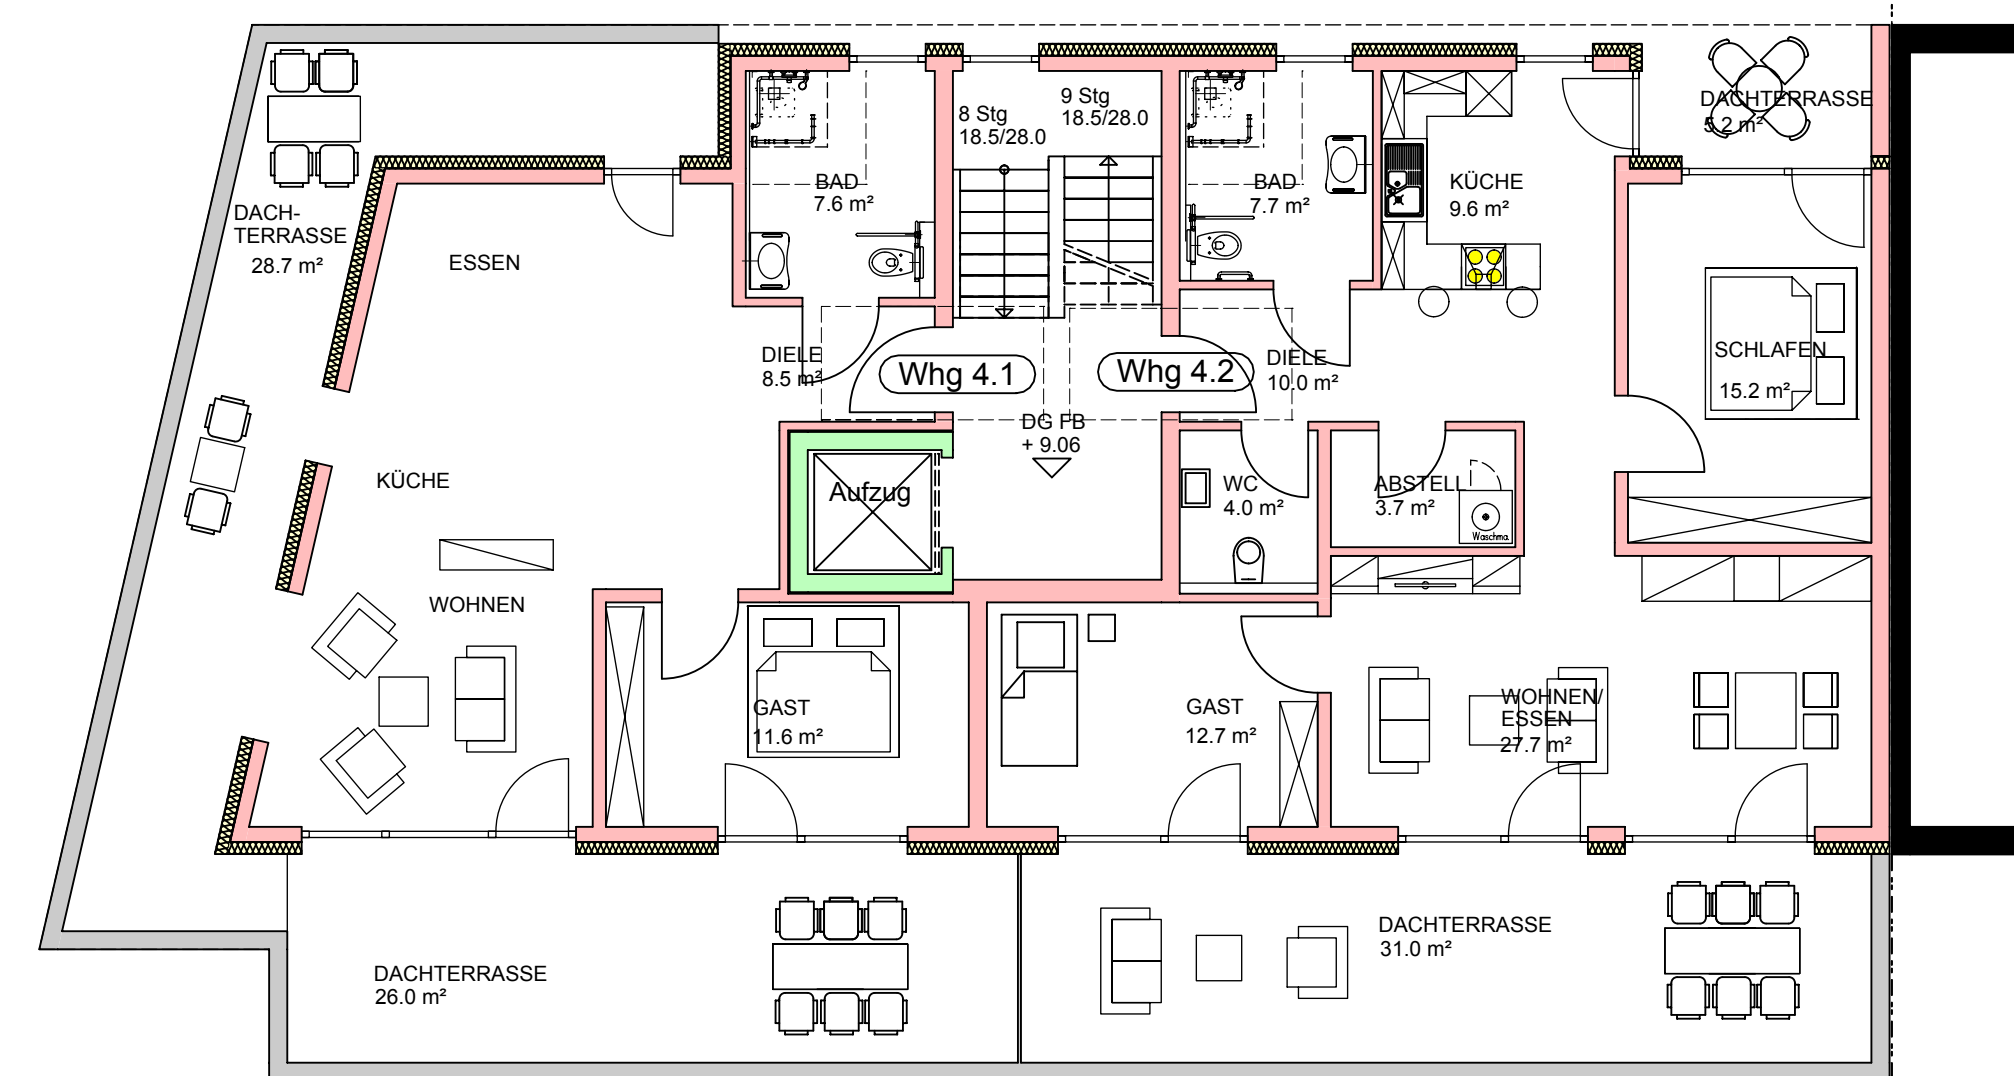 8 Stg
18.5/28.0
9 Stg
18.5/28.0
DACHTERRASSE
5.2 m²
BAD
7.6 m²
BAD
7.7 m²
KÜCHE
9.6 m²
DACH-
TERRASSE
28.7 m²
ESSEN
DIELE
8.5 m²
Whg 4.1
Whg 4.2
DIELE
10.0 m²
SCHLAFEN
15.2 m²
DG FB
+ 9.06
KÜCHE
Aufzug
WC
4.0 m²
ABSTELL
3.7 m²
Waschma.
WOHNEN
GAST
11.6 m²
GAST
12.7 m²
WOHNEN/
ESSEN
27.7 m²
DACHTERRASSE
26.0 m²
DACHTERRASSE
31.0 m²